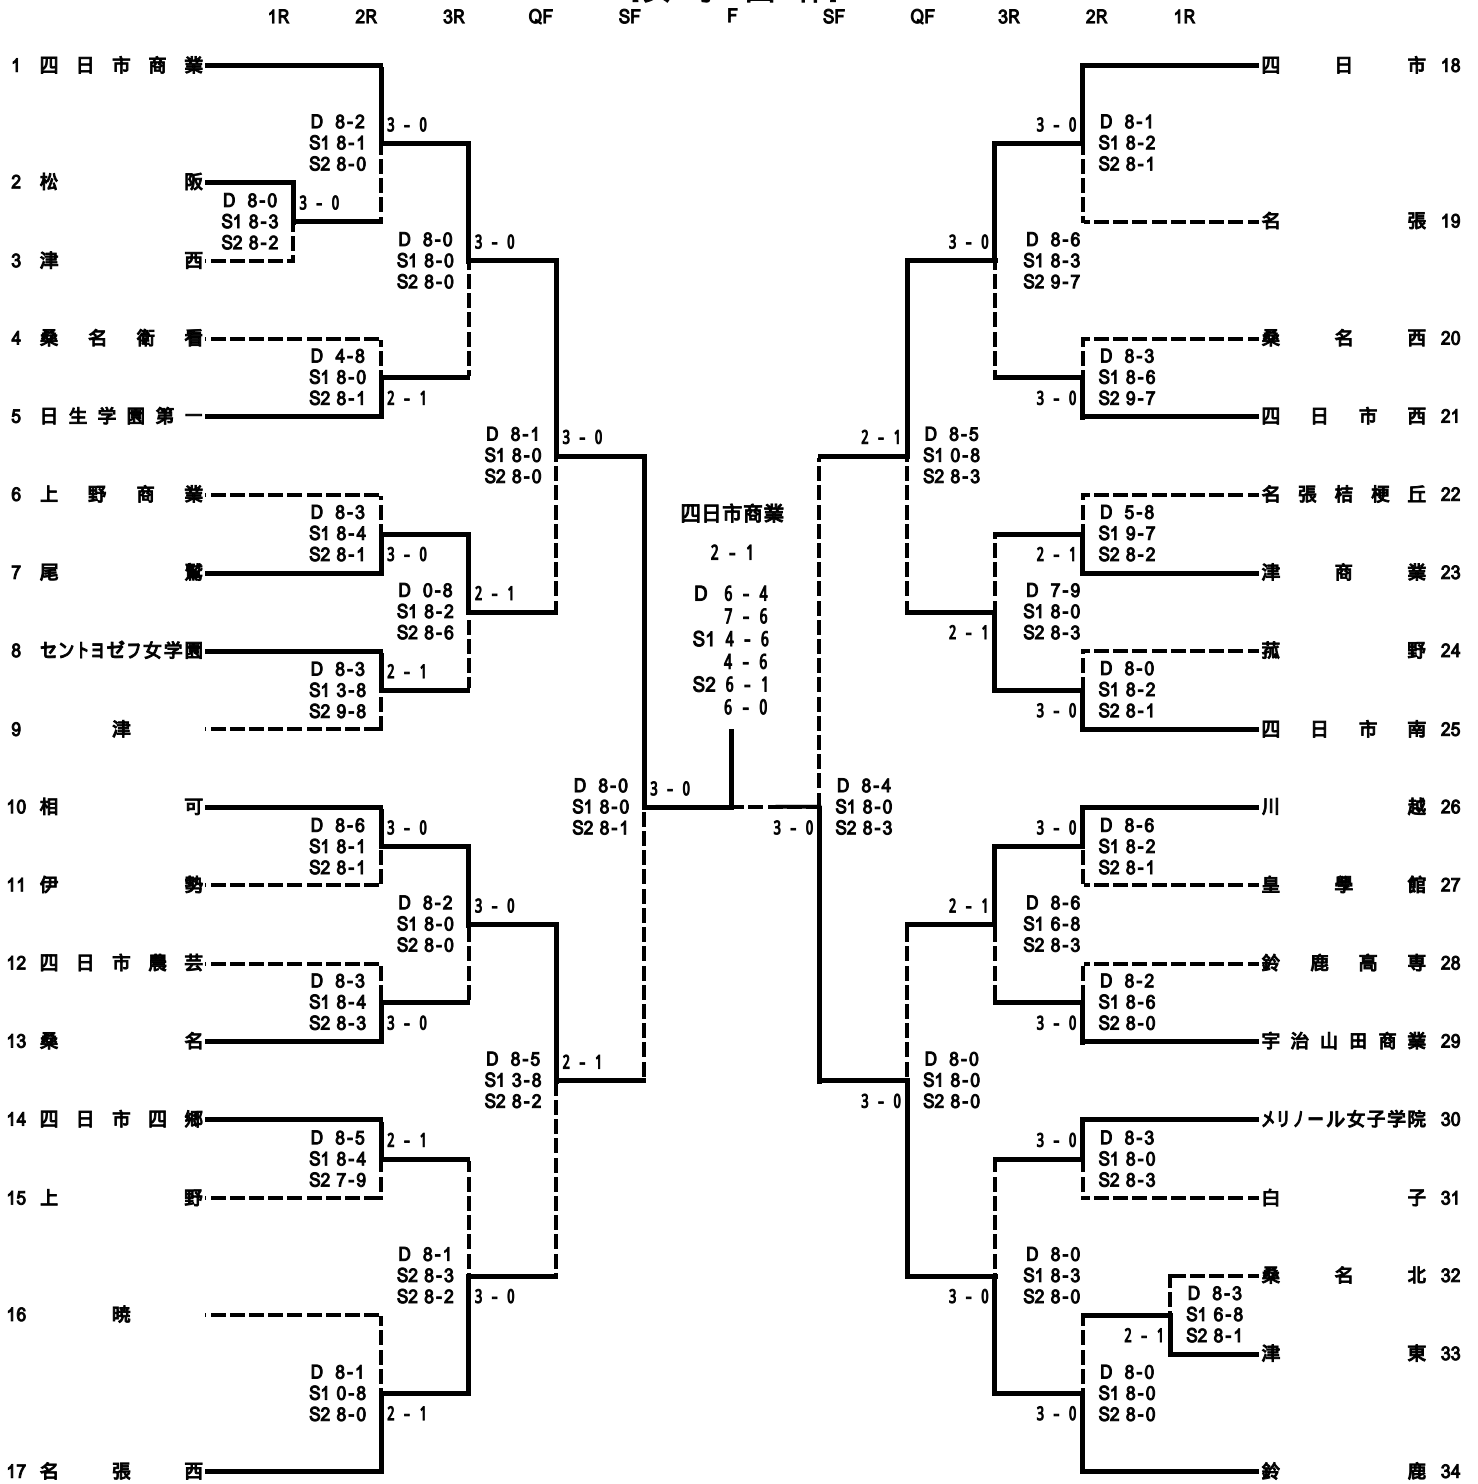 1R 2R 3R QF SF F SF QF 3R 2R 1R
1 四日市商業
四日市 18
D 8-2
S1 8-1
S2 8-0
3 - 0
3 - 0
D 8-1
S1 8-2
S2 8-1
2 松阪
D 8-0
S1 8-3
S2 8-2
3 - 0
名張 19
3 津西
D 8-0
S1 8-0
S2 8-0
3 - 0
3 - 0
D 8-6
S1 8-3
S2 9-7
4 桑名衛看
桑名西 20
D 4-8
S1 8-0
S2 8-1
2 - 1
D 8-3
S1 8-6
S2 9-7
3 - 0
5 日生学園第一
四日市西 21
D 8-1
S1 8-0
S2 8-0
3 - 0
2 - 1
D 8-5
S1 0-8
S2 8-3
6 上野商業
名張桔梗丘 22
D 8-3
S1 8-4
S2 8-1
3 - 0
四日市商業
2 - 1
D 6 - 4
7 - 6
S1 4 - 6
4 - 6
S2 6 - 1
6 - 0
D 5-8
S1 9-7
S2 8-2
2 - 1
7 尾鷲
津商業 23
D 0-8
S1 8-2
S2 8-6
2 - 1
D 7-9
S1 8-0
S2 8-3
2 - 1
8 セントヨゼフ女学園
菰野 24
D 8-3
S1 3-8
S2 9-8
2 - 1
D 8-0
S1 8-2
S2 8-1
3 - 0
9 津
四日市南 25
D 8-0
S1 8-0
S2 8-1
3 - 0
D 8-4
S1 8-0
S2 8-3
3 - 0
10 相可
川越 26
D 8-6
S1 8-1
S2 8-1
3 - 0
3 - 0
D 8-6
S1 8-2
S2 8-1
11 伊勢
皇學館 27
D 8-2
S1 8-0
S2 8-0
3 - 0
2 - 1
D 8-6
S1 6-8
S2 8-3
12 四日市農芸
鈴鹿高専 28
D 8-3
S1 8-4
S2 8-3
3 - 0
D 8-2
S1 8-6
S2 8-0
3 - 0
13 桑名
宇治山田商業 29
D 8-5
S1 3-8
S2 8-2
2 - 1
D 8-0
S1 8-0
S2 8-0
3 - 0
14 四日市四郷
メリノール女子学院 30
D 8-5
S1 8-4
S2 7-9
2 - 1
3 - 0
D 8-3
S1 8-0
S2 8-3
15 上野
白子 31
D 8-1
S2 8-3
S2 8-2
3 - 0
D 8-0
S1 8-3
S2 8-0
3 - 0
桑名北 32
16 暁
D 8-3
S1 6-8
S2 8-1
2 - 1
津東 33
D 8-1
S1 0-8
S2 8-0
2 - 1
D 8-0
S1 8-0
S2 8-0
3 - 0
17 名張西
鈴鹿 34